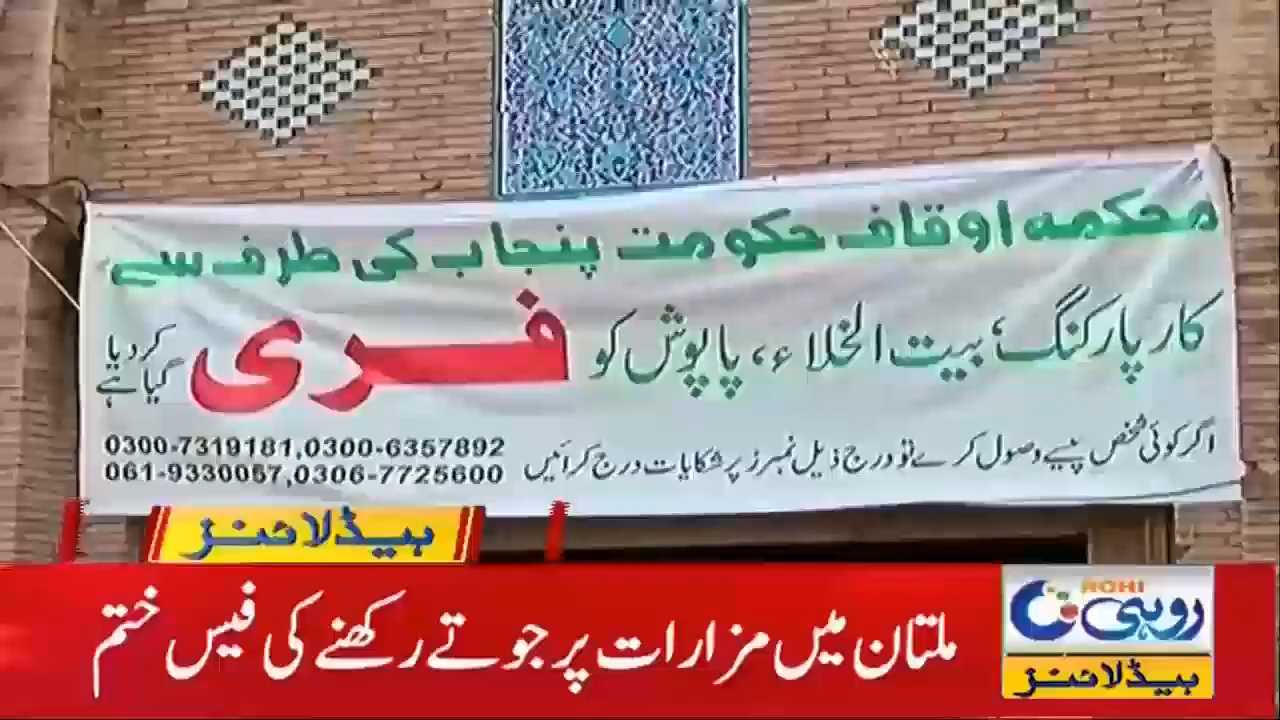 محکمہ اوقاف حکومت پنجاب کی طرف سے
کار پارکنگ، بیت الخلاء، پاپوش کو فری کر دیا گیا ہے
اگر کوئی شخص پیسے وصول کرے تو درج ذیل نمبرز پر شکایات درج کرائیں
0300-7319181,0300-6357892
061-9330057,0306-7725600
ہیڈلائنز
ملتان میں مزارات پر جوتے رکھنے کی فیس ختم
ROHI
روہی
ہیڈلائنز